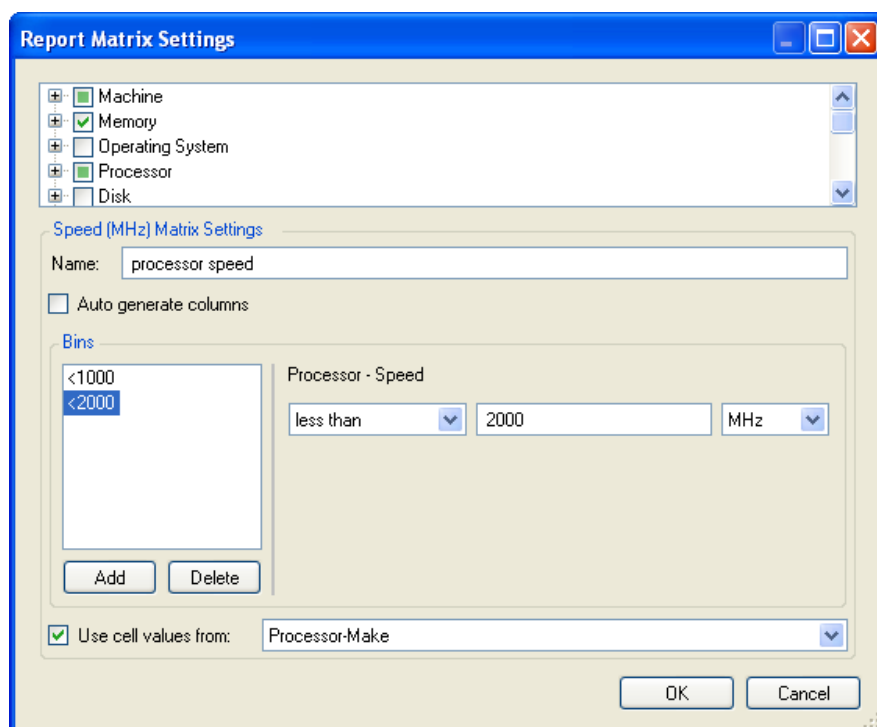 Report Matrix Settings
Machine
Memory
Operating System
Processor
Disk
Speed (MHz) Matrix Settings
Name: processor speed
Auto generate columns
Bins
<1000
<2000
Processor - Speed
less than 2000 MHz
Add Delete
Use cell values from: Processor-Make
OK Cancel